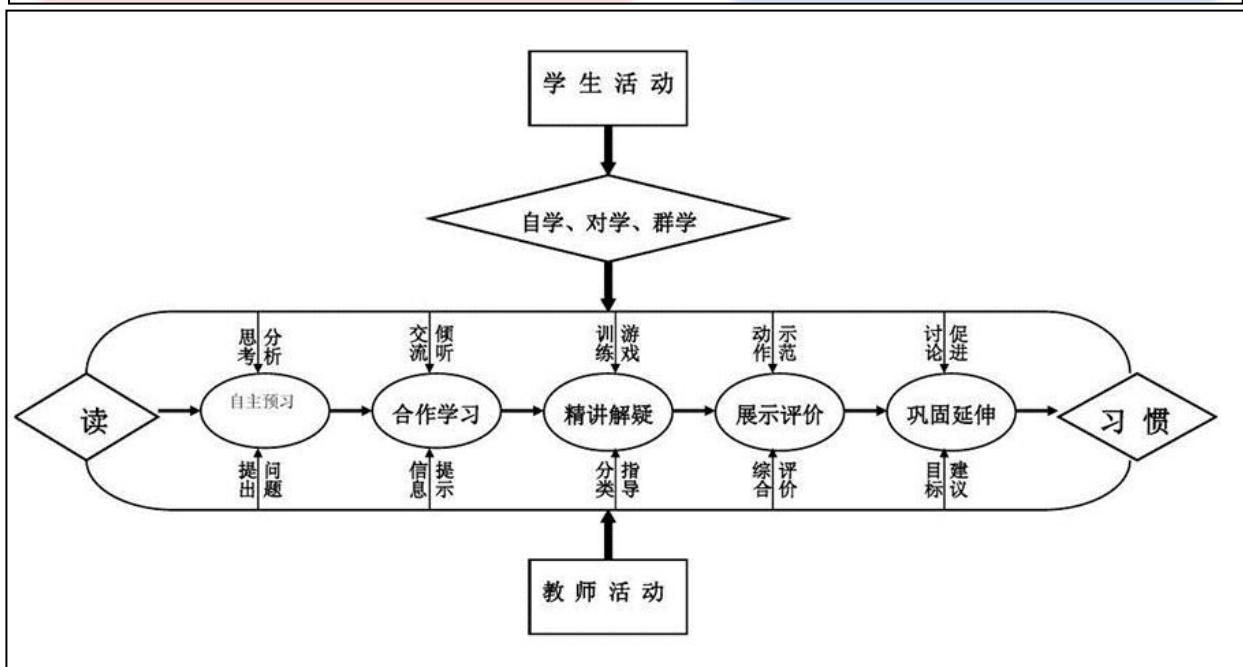 学生活动
自学、对学、群学
思考 分析
交流 倾听
训练 游戏
动作 示范
讨论 促进
读
自主预习
合作学习
精讲解疑
展示评价
巩固延伸
习惯
提出 问题
信息 提示
分类 指导
综合 评价
目标 建议
教师活动